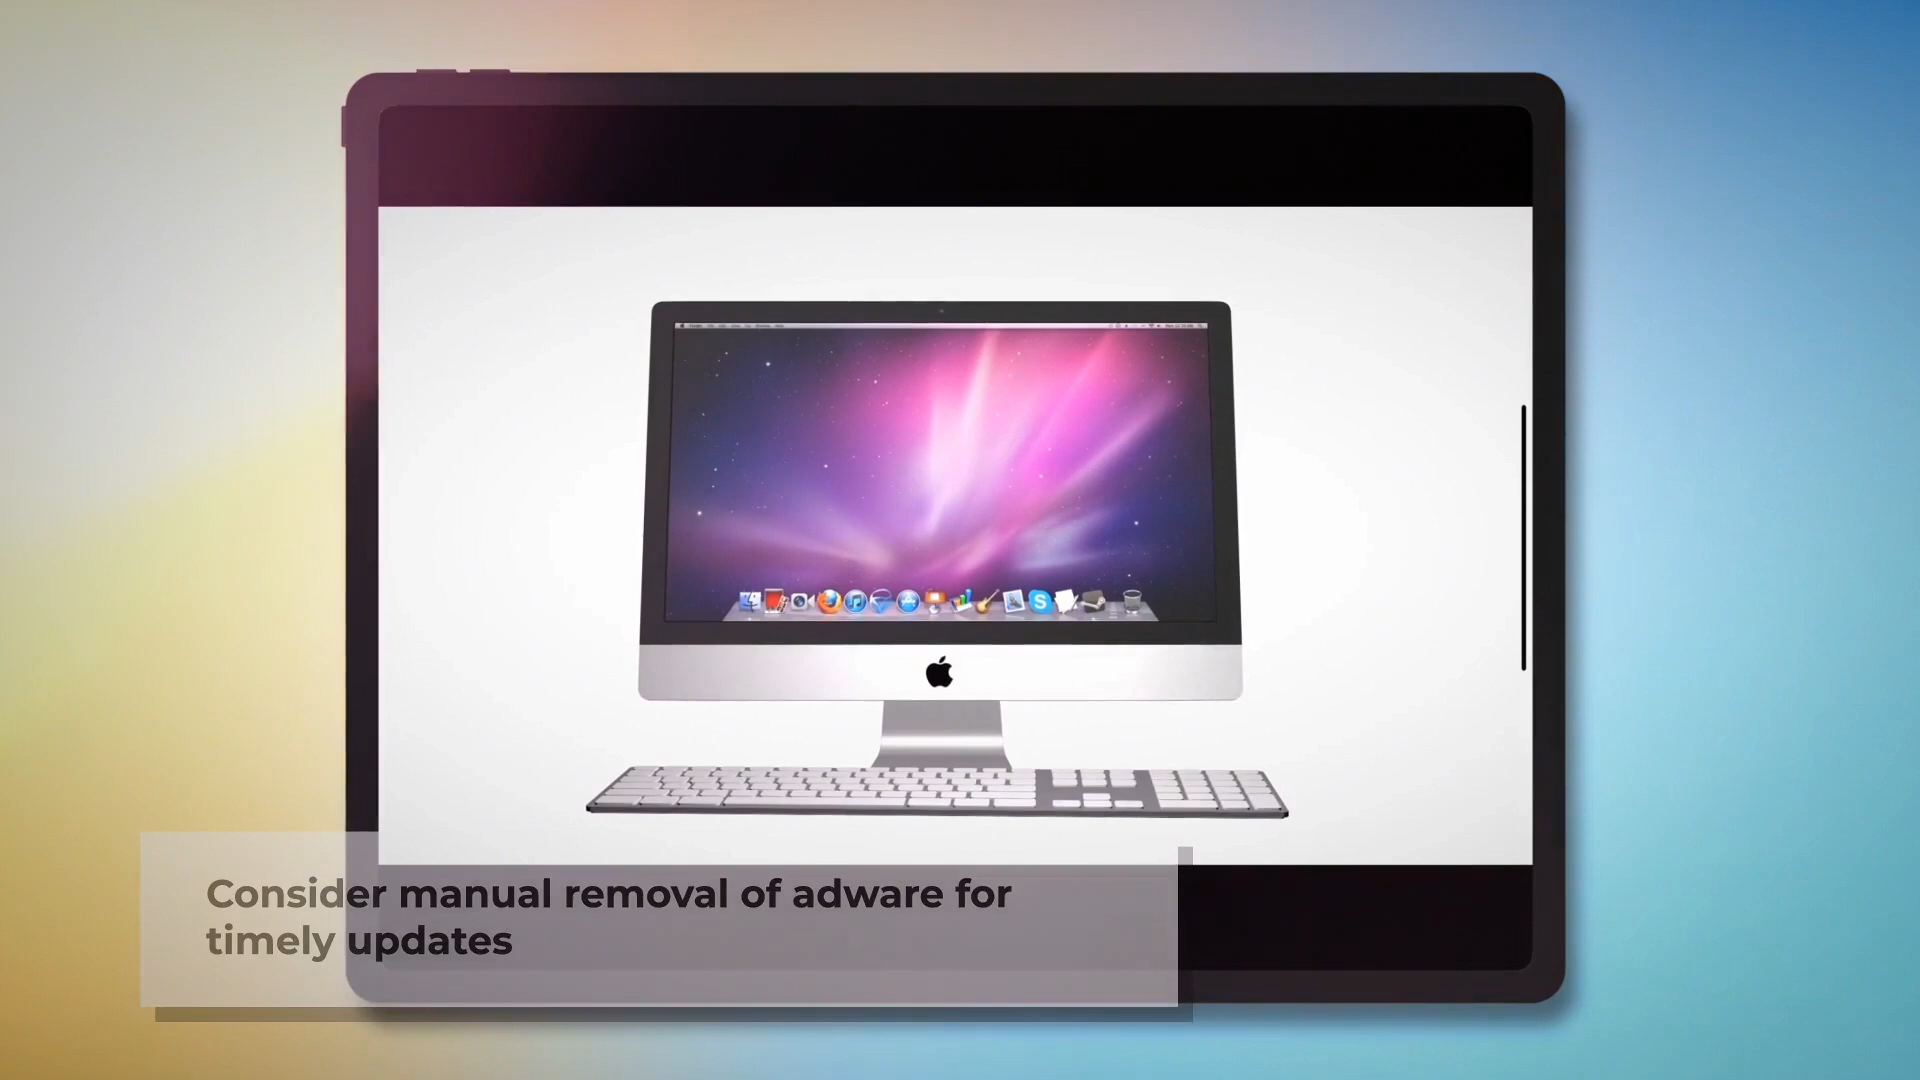 Consider manual removal of adware for
timely updates